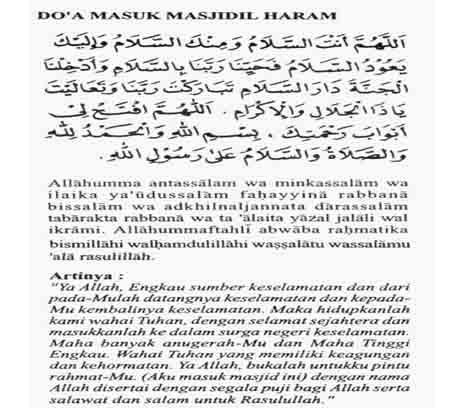 DO'A MASUK MASJIDIL HARAM
اَللّٰهُمَّ اَنْتَ السَّلَامُ وَمِنْكَ السَّلَامُ وَاِلَيْكَ
يَعُوْدُ السَّلَامُ فَحَيِّنَا رَبَّنَا بِالسَّلَامِ وَاَدْخِلْنَا
الْجَنَّةَ دَارَ السَّلَامِ تَبَارَكْتَ رَبَّنَا وَتَعَالَيْتَ
يَاذَا الْجَلَالِ وَالْاِكْرَامِ . اَللّٰهُمَّ افْتَحْ لِيْ
اَبْوَابَ رَحْمَتِكَ . بِسْمِ اللهِ وَالْحَمْدُ لِلّٰهِ
وَالصَّلَاةُ وَالسَّلَامُ عَلَى رَسُوْلِ اللهِ .
Allāhumma antassālam wa minkassalām wa
ilaika ya'ūdussalām faḥayyinā rabbanā
bissalām wa adkhilnaljannata dārassalām
tabārakta rabbanā wa ta 'ālaita yāzal jalāli wal
ikrāmi. Allāhummaftahlī abwāba raḥmatika
bismillāhi walḥamdulillāhi waṣṣalātu wassalāmu
'alā rasulillāh.
Artinya :
"Ya Allah, Engkau sumber keselamatan dan dari
pada-Mulah datangnya keselamatan dan kepada-
Mu kembalinya keselamatan. Maka hidupkanlah
kami wahai Tuhan, dengan selamat sejahtera dan
masukkanlah ke dalam surga negeri keselamatan.
Maha banyak anugerah-Mu dan Maha Tinggi
Engkau. Wahai Tuhan yang memiliki keagungan
dan kehormatan. Ya Allah, bukalah untukku pintu
rahmat-Mu. (Aku masuk masjid ini) dengan nama
Allah disertai dengan segala puji bagi Allah serta
salawat dan salam untuk Rasulullah."